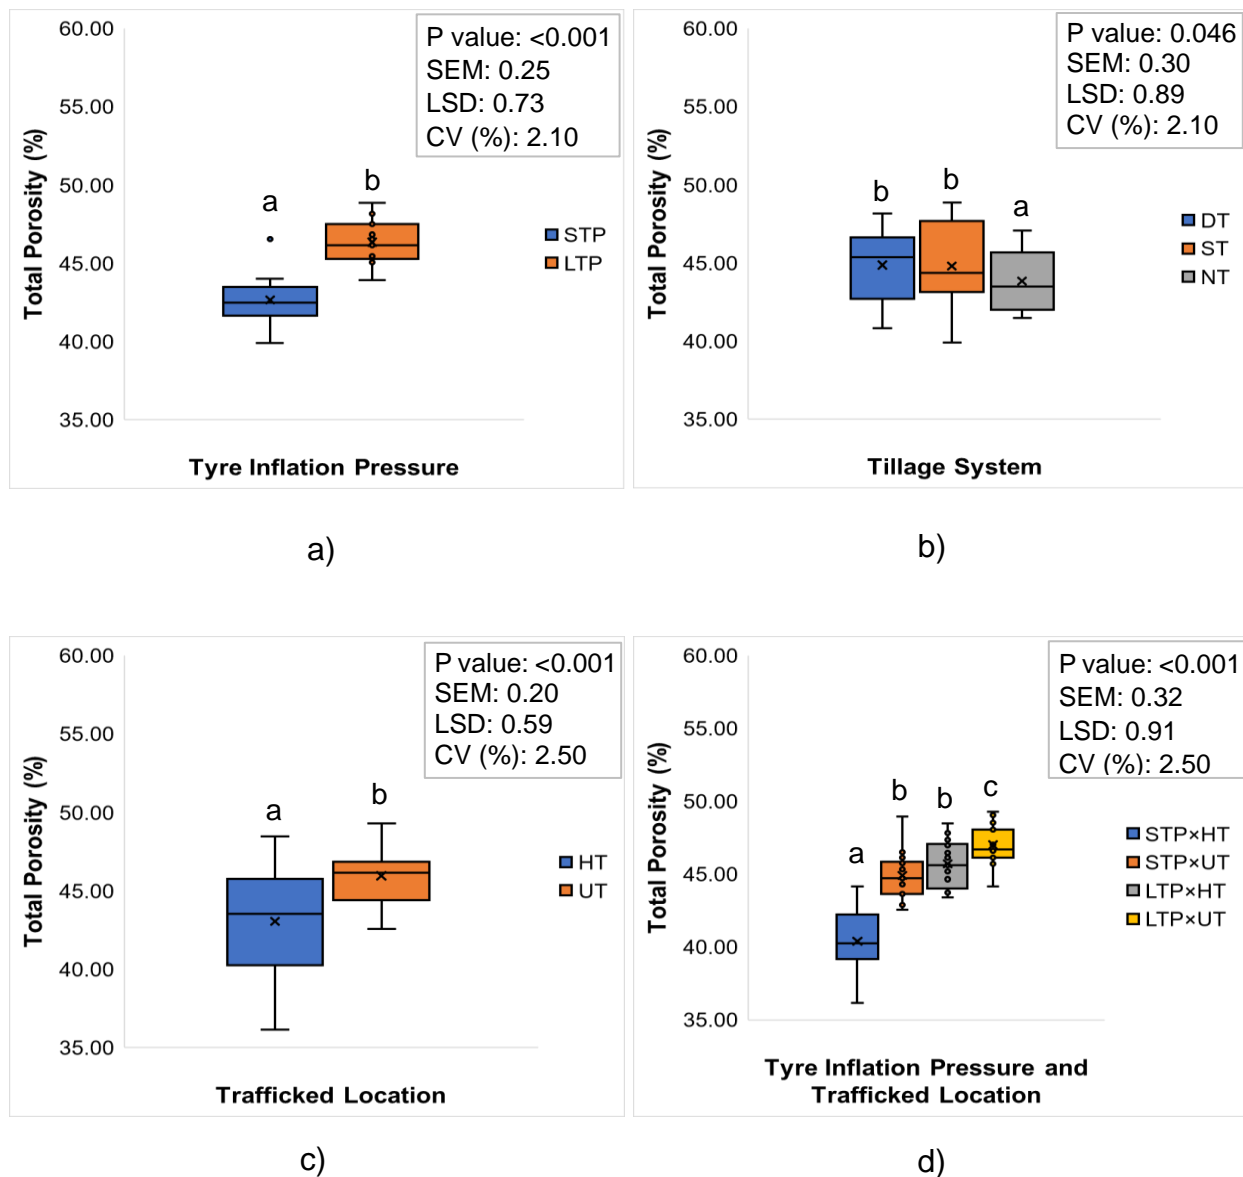 60.00
55.00
50.00
45.00
40.00
35.00
Total Porosity (%)
P value: <0.001
SEM: 0.25
LSD: 0.73
CV (%): 2.10
a
b
STP
LTP
Tyre Inflation Pressure
a)
60.00
55.00
50.00
45.00
40.00
35.00
Total Porosity (%)
P value: 0.046
SEM: 0.30
LSD: 0.89
CV (%): 2.10
b
b
a
DT
ST
NT
Tillage System
b)
60.00
55.00
50.00
45.00
40.00
35.00
Total Porosity (%)
P value: <0.001
SEM: 0.20
LSD: 0.59
CV (%): 2.50
a
b
HT
UT
Trafficked Location
c)
60.00
55.00
50.00
45.00
40.00
35.00
Total Porosity (%)
P value: <0.001
SEM: 0.32
LSD: 0.91
CV (%): 2.50
a
b
b
c
STP×HT
STP×UT
LTP×HT
LTP×UT
Tyre Inflation Pressure and
Trafficked Location
d)